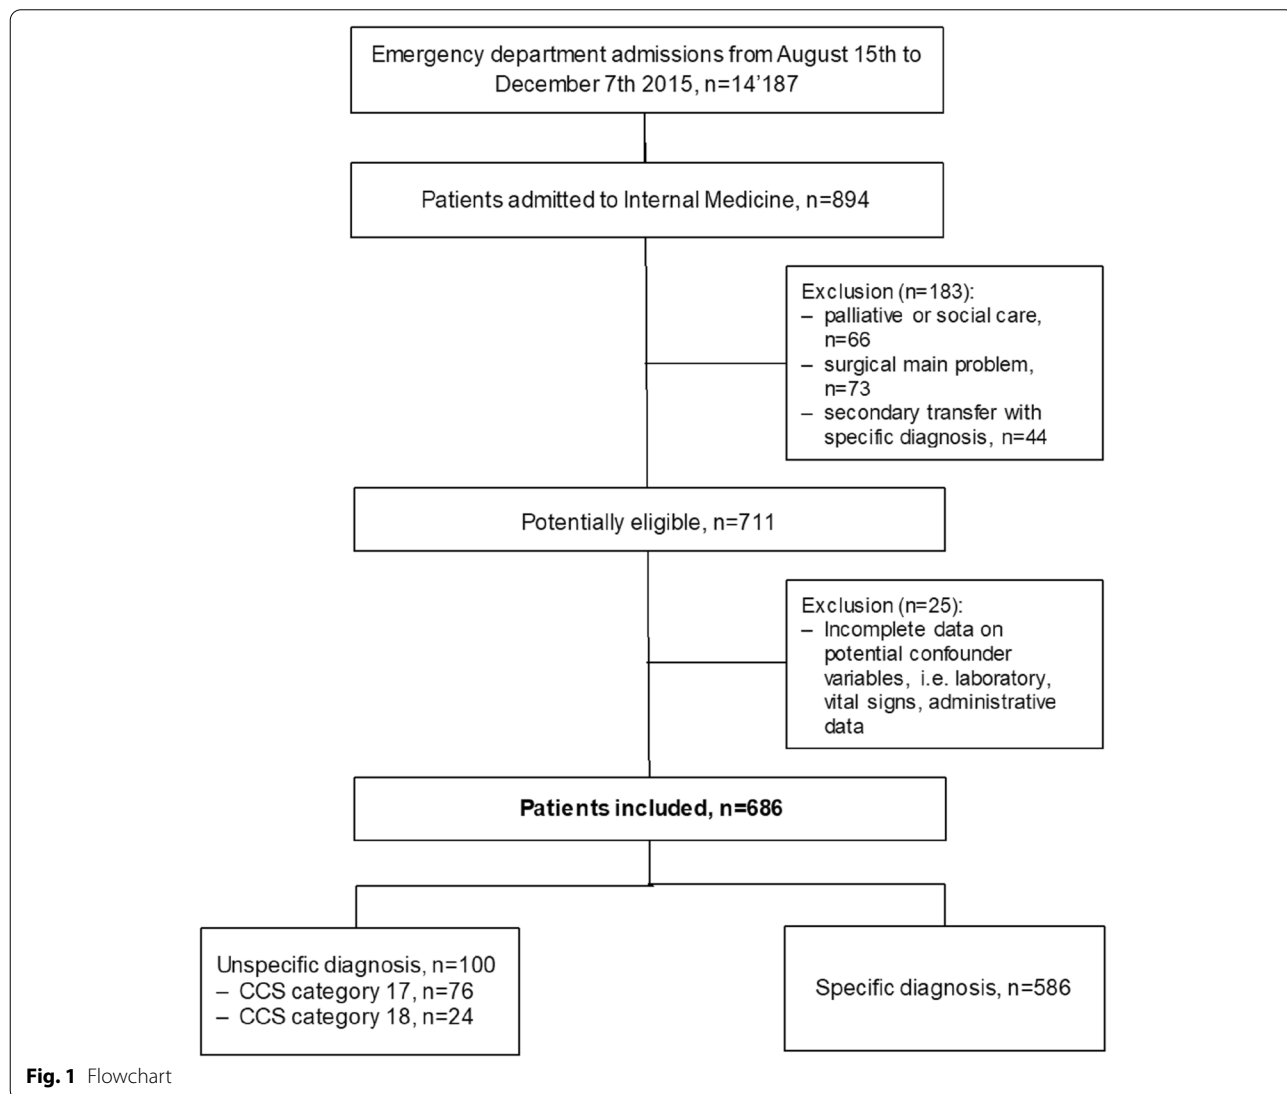 Emergency department admissions from August 15th to
December 7th 2015, n=14’187
Patients admitted to Internal Medicine, n=894
Exclusion (n=183):
– palliative or social care,
n=66
– surgical main problem,
n=73
– secondary transfer with
specific diagnosis, n=44
Potentially eligible, n=711
Exclusion (n=25):
– Incomplete data on
potential confounder
variables, i.e. laboratory,
vital signs, administrative
data
Patients included, n=686
Unspecific diagnosis, n=100
– CCS category 17, n=76
– CCS category 18, n=24
Specific diagnosis, n=586
Fig. 1 Flowchart